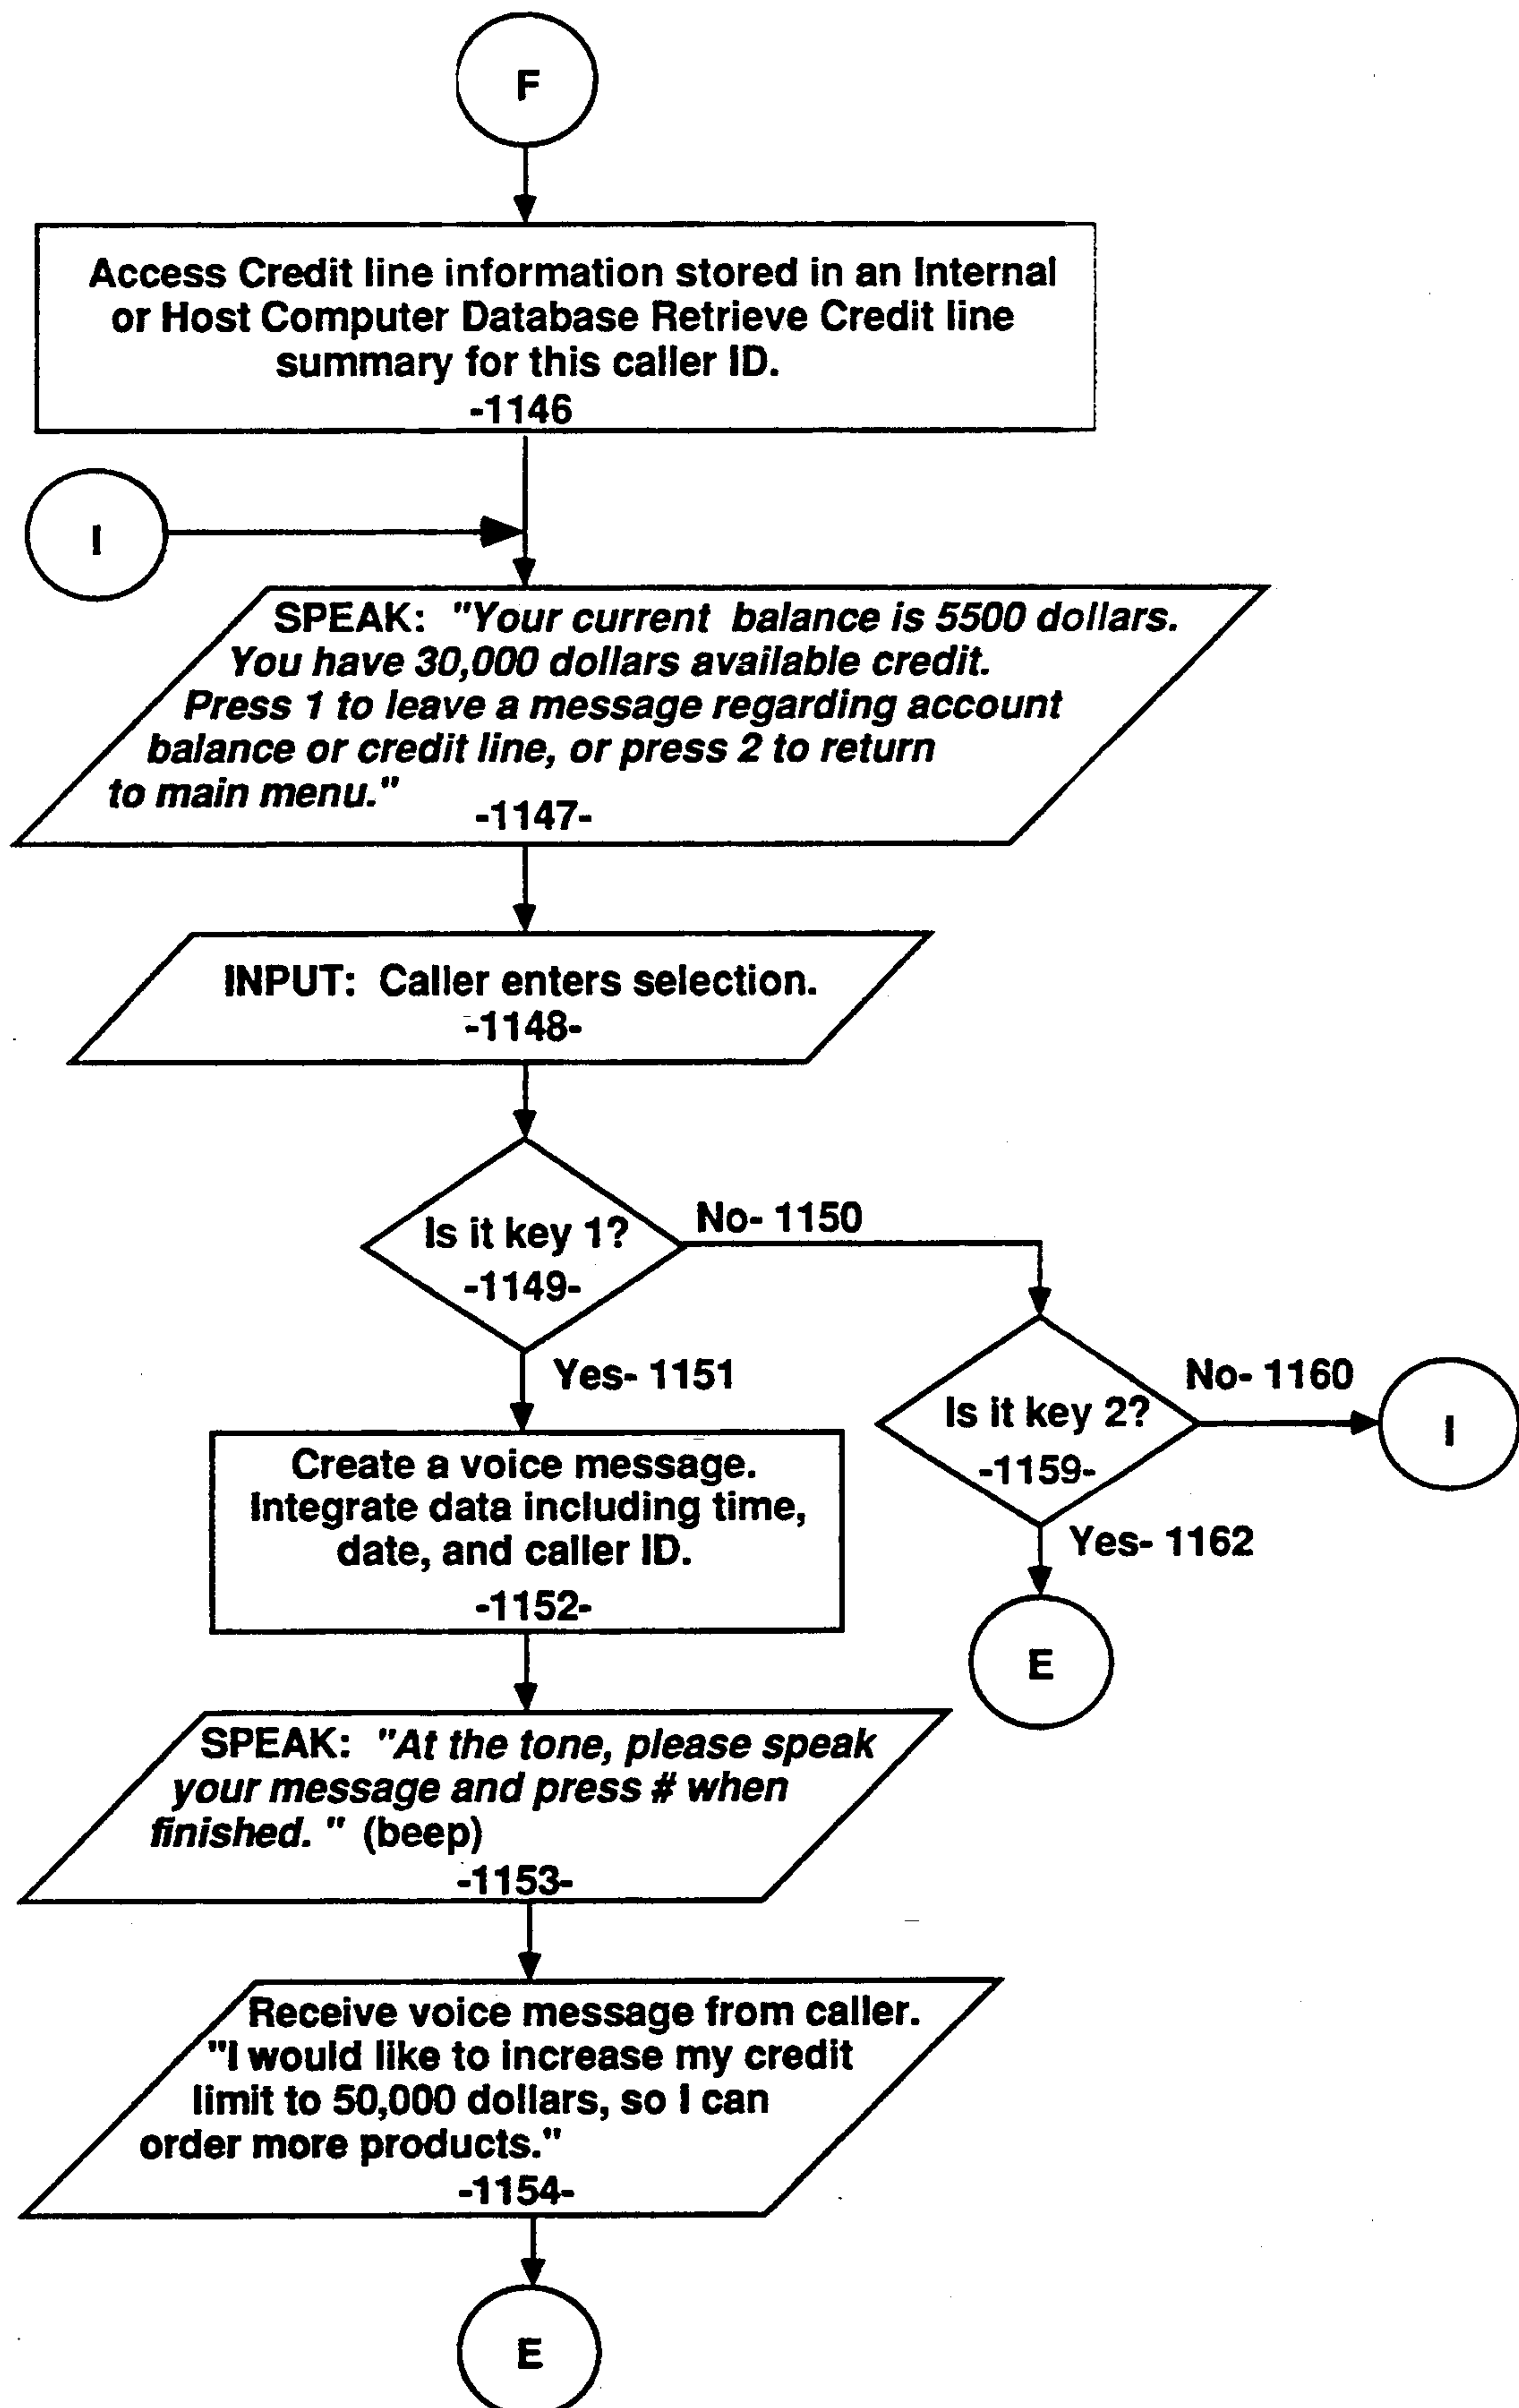 F
Access Credit line information stored in an Internal
or Host Computer Database Retrieve Credit line
summary for this caller ID.
-1146
I
SPEAK: "Your current balance is 5500 dollars.
You have 30,000 dollars available credit.
Press 1 to leave a message regarding account
balance or credit line, or press 2 to return
to main menu."
-1147-
INPUT: Caller enters selection.
-1148-
Is it key 1?
-1149-
No- 1150
Yes- 1151
Is it key 2?
-1159-
No- 1160
I
Yes- 1162
E
Create a voice message.
Integrate data including time,
date, and caller ID.
-1152-
SPEAK: "At the tone, please speak
your message and press # when
finished. " (beep)
-1153-
Receive voice message from caller.
"I would like to increase my credit
limit to 50,000 dollars, so I can
order more products."
-1154-
E